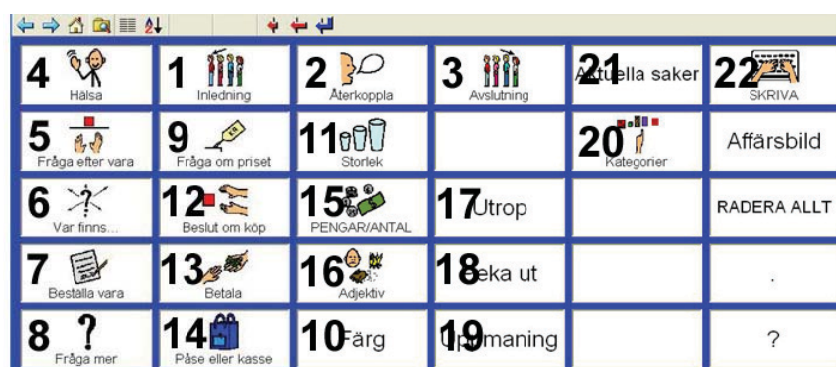 4 Hälsa
1 Inledning
2 Återkoppla
3 Avslutning
21 Aktuella saker
22 SKRIVA
5 Fråga efter vara
9 Fråga om priset
11 Storlek
20 Kategorier
Affärsbild
6 Var finns...
12 Beslut om köp
15 PENGAR/ANTAL
17 Utrop
RADERA ALLT
7 Beställa vara
13 Betala
16 Adjektiv
18 Peka ut
.
8 Fråga mer
14 Påse eller kasse
10 Färg
19 Uppmaning
?